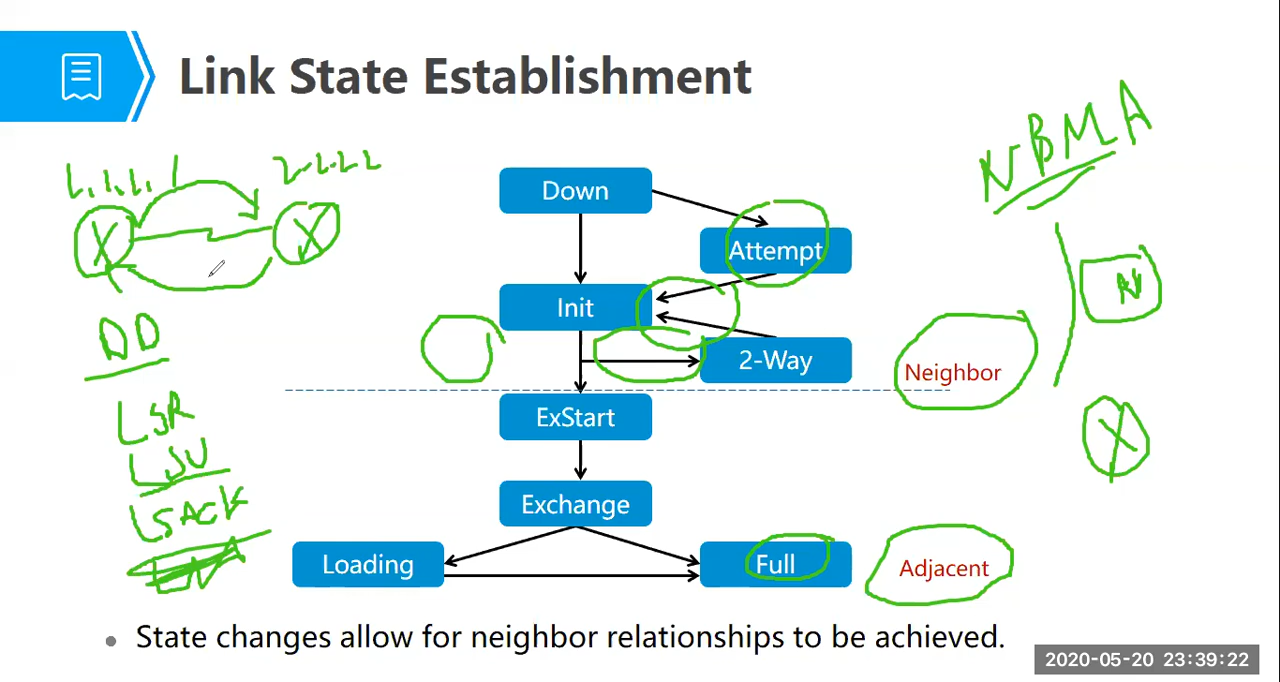 Link State Establishment
NBMA
1.1.1.1
2.2.2.2
Down
Attempt
Init
N
2-Way
Neighbor
DD
LSR
ExStart
LSU
Exchange
LSACK
Loading
Full
Adjacent
State changes allow for neighbor relationships to be achieved.
2020-05-20 23:39:22